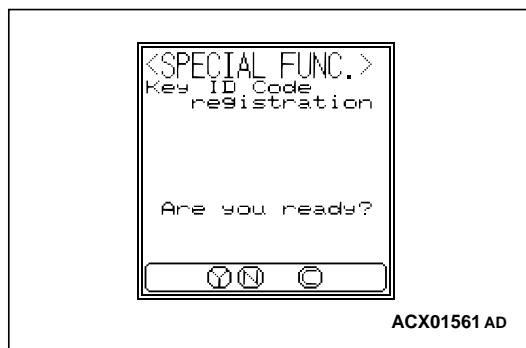 <SPECIAL FUNC.>
Key ID Code
registration
Are you ready?
Y N C
ACX01561 AD